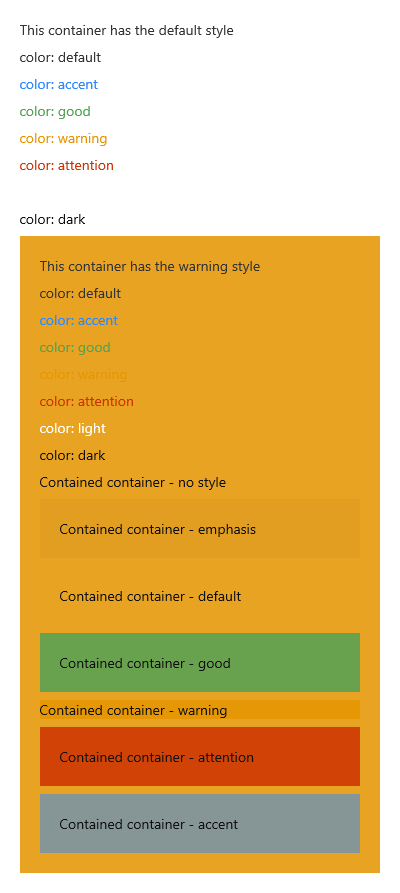 This container has the default style
color: default
color: accent
color: good
color: warning
color: attention
color: dark
This container has the warning style
color: default
color: accent
color: good
color: warning
color: attention
color: light
color: dark
Contained container - no style
Contained container - emphasis
Contained container - default
Contained container - good
Contained container - warning
Contained container - attention
Contained container - accent